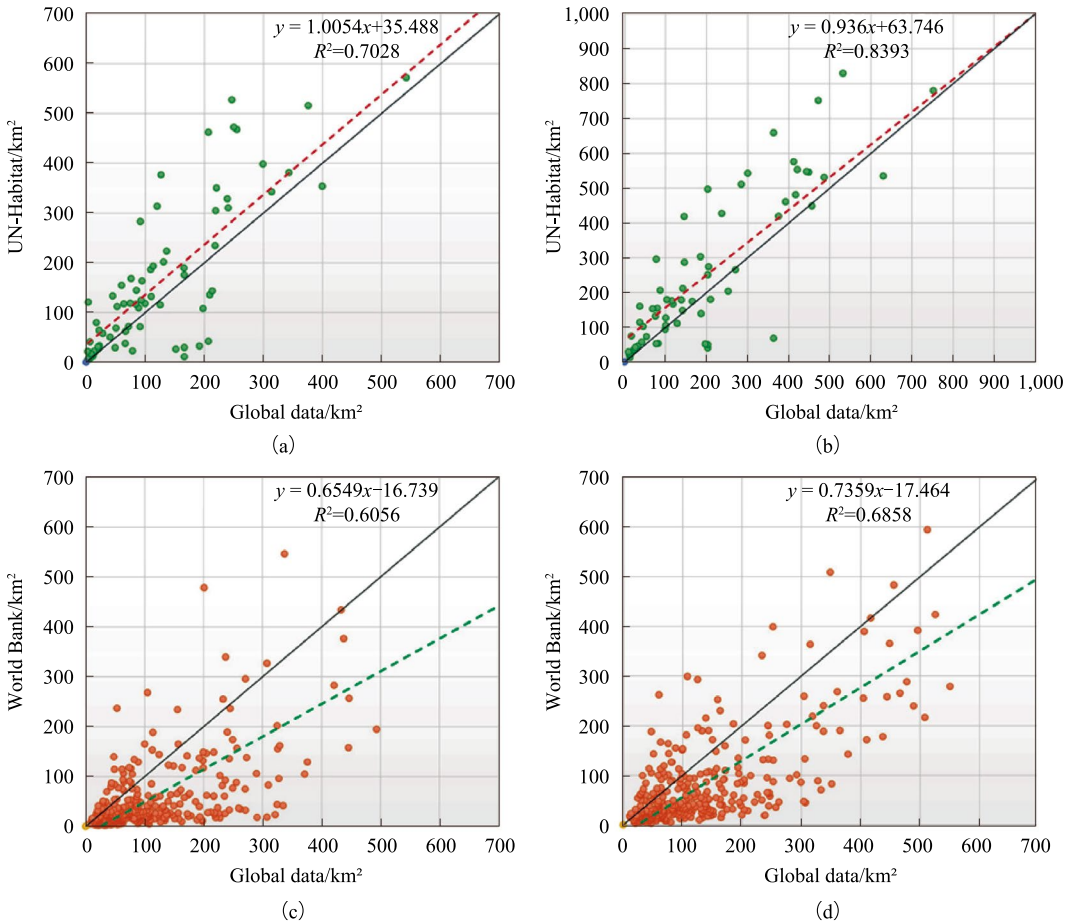 y = 1.0054x+35.488
R²=0.7028
700
600
500
400
300
200
100
0
UN-Habitat/km²
0 100 200 300 400 500 600 700
Global data/km²
(a)
y = 0.936x+63.746
R²=0.8393
1,000
900
800
700
600
500
400
300
200
100
0
UN-Habitat/km²
0 100 200 300 400 500 600 700 800 900 1,000
Global data/km²
(b)
y = 0.6549x−16.739
R²=0.6056
700
600
500
400
300
200
100
0
World Bank/km²
0 100 200 300 400 500 600 700
Global data/km²
(c)
y = 0.7359x−17.464
R²=0.6858
700
600
500
400
300
200
100
0
World Bank/km²
0 100 200 300 400 500 600 700
Global data/km²
(d)